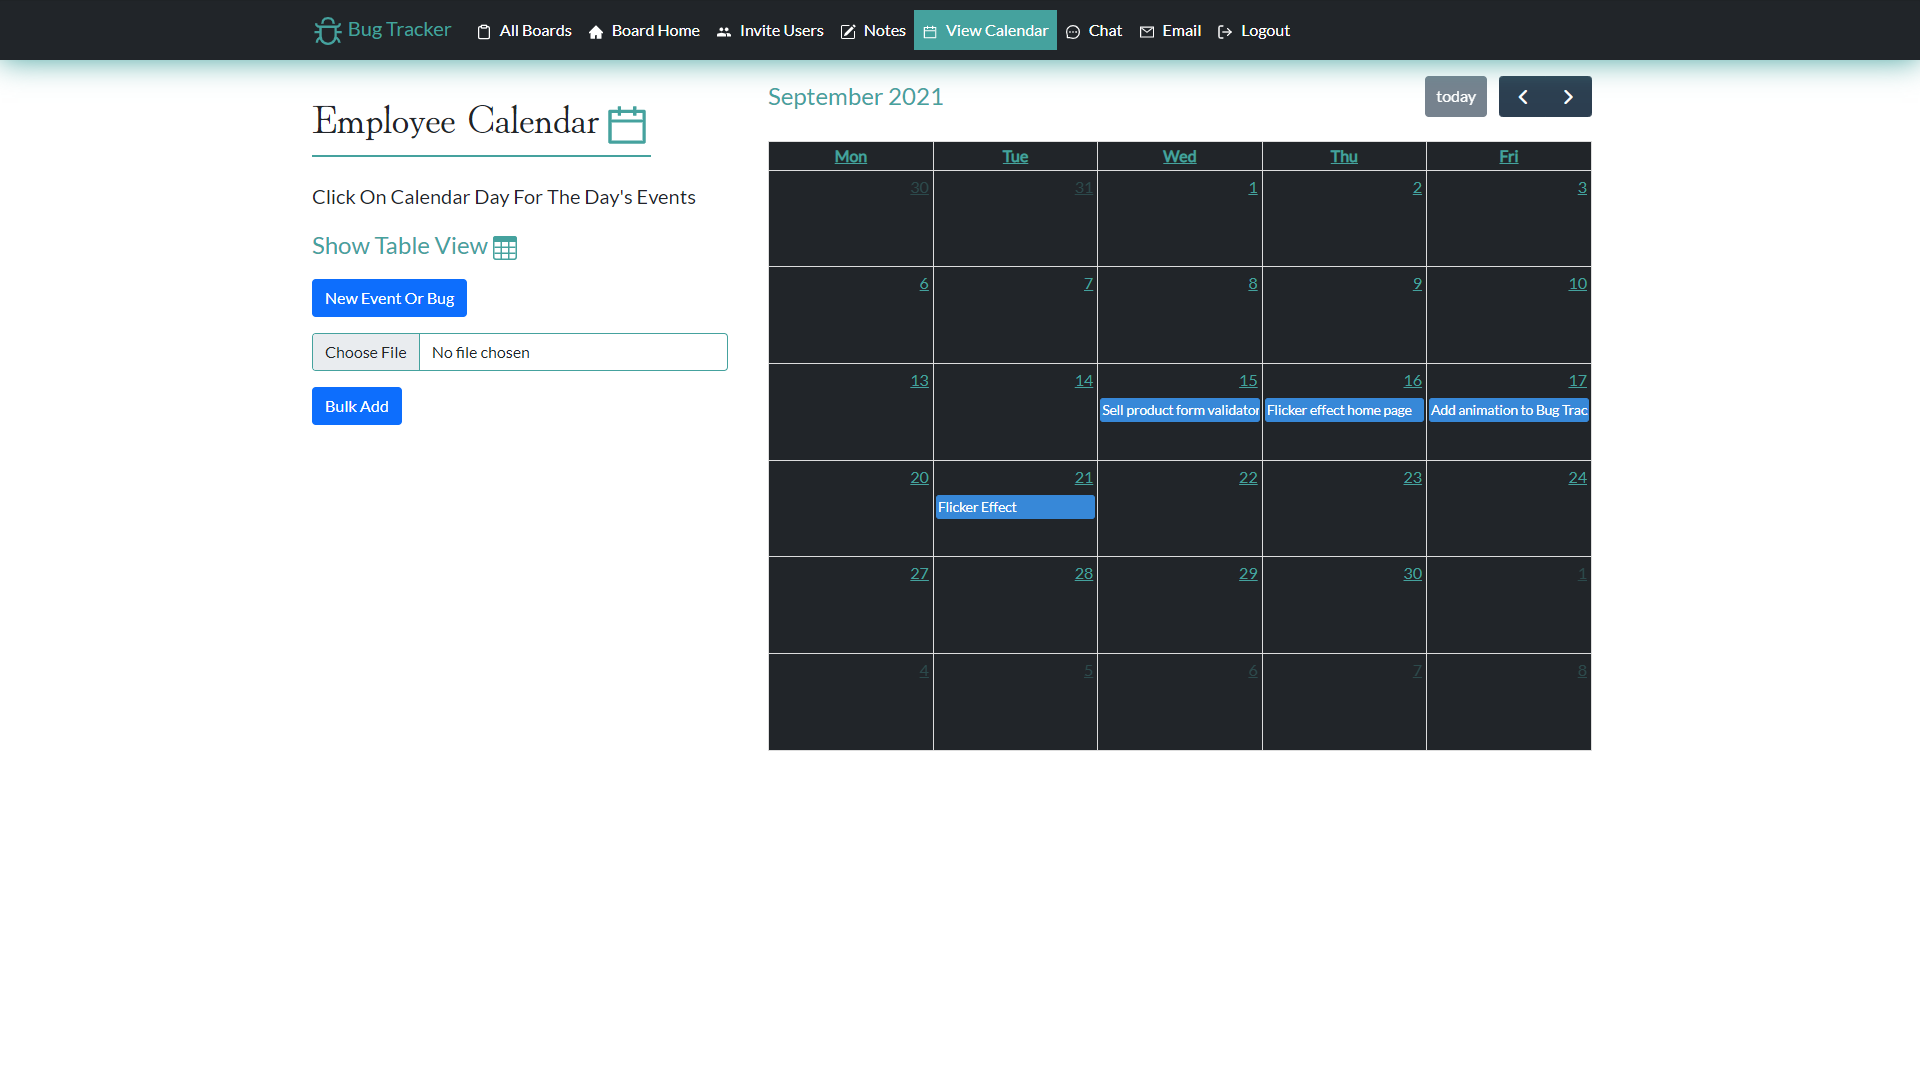 Bug Tracker All Boards Board Home Invite Users Notes View Calendar Chat Email Logout
Employee Calendar
Click On Calendar Day For The Day's Events
Show Table View
New Event Or Bug
Choose File No file chosen
Bulk Add
September 2021
today
Mon Tue Wed Thu Fri
30 31 1 2 3
6 7 8 9 10
13 14 15 16 17
Sell product form validator Flicker effect home page Add animation to Bug Trac
20 21 22 23 24
Flicker Effect
27 28 29 30 1
4 5 6 7 8